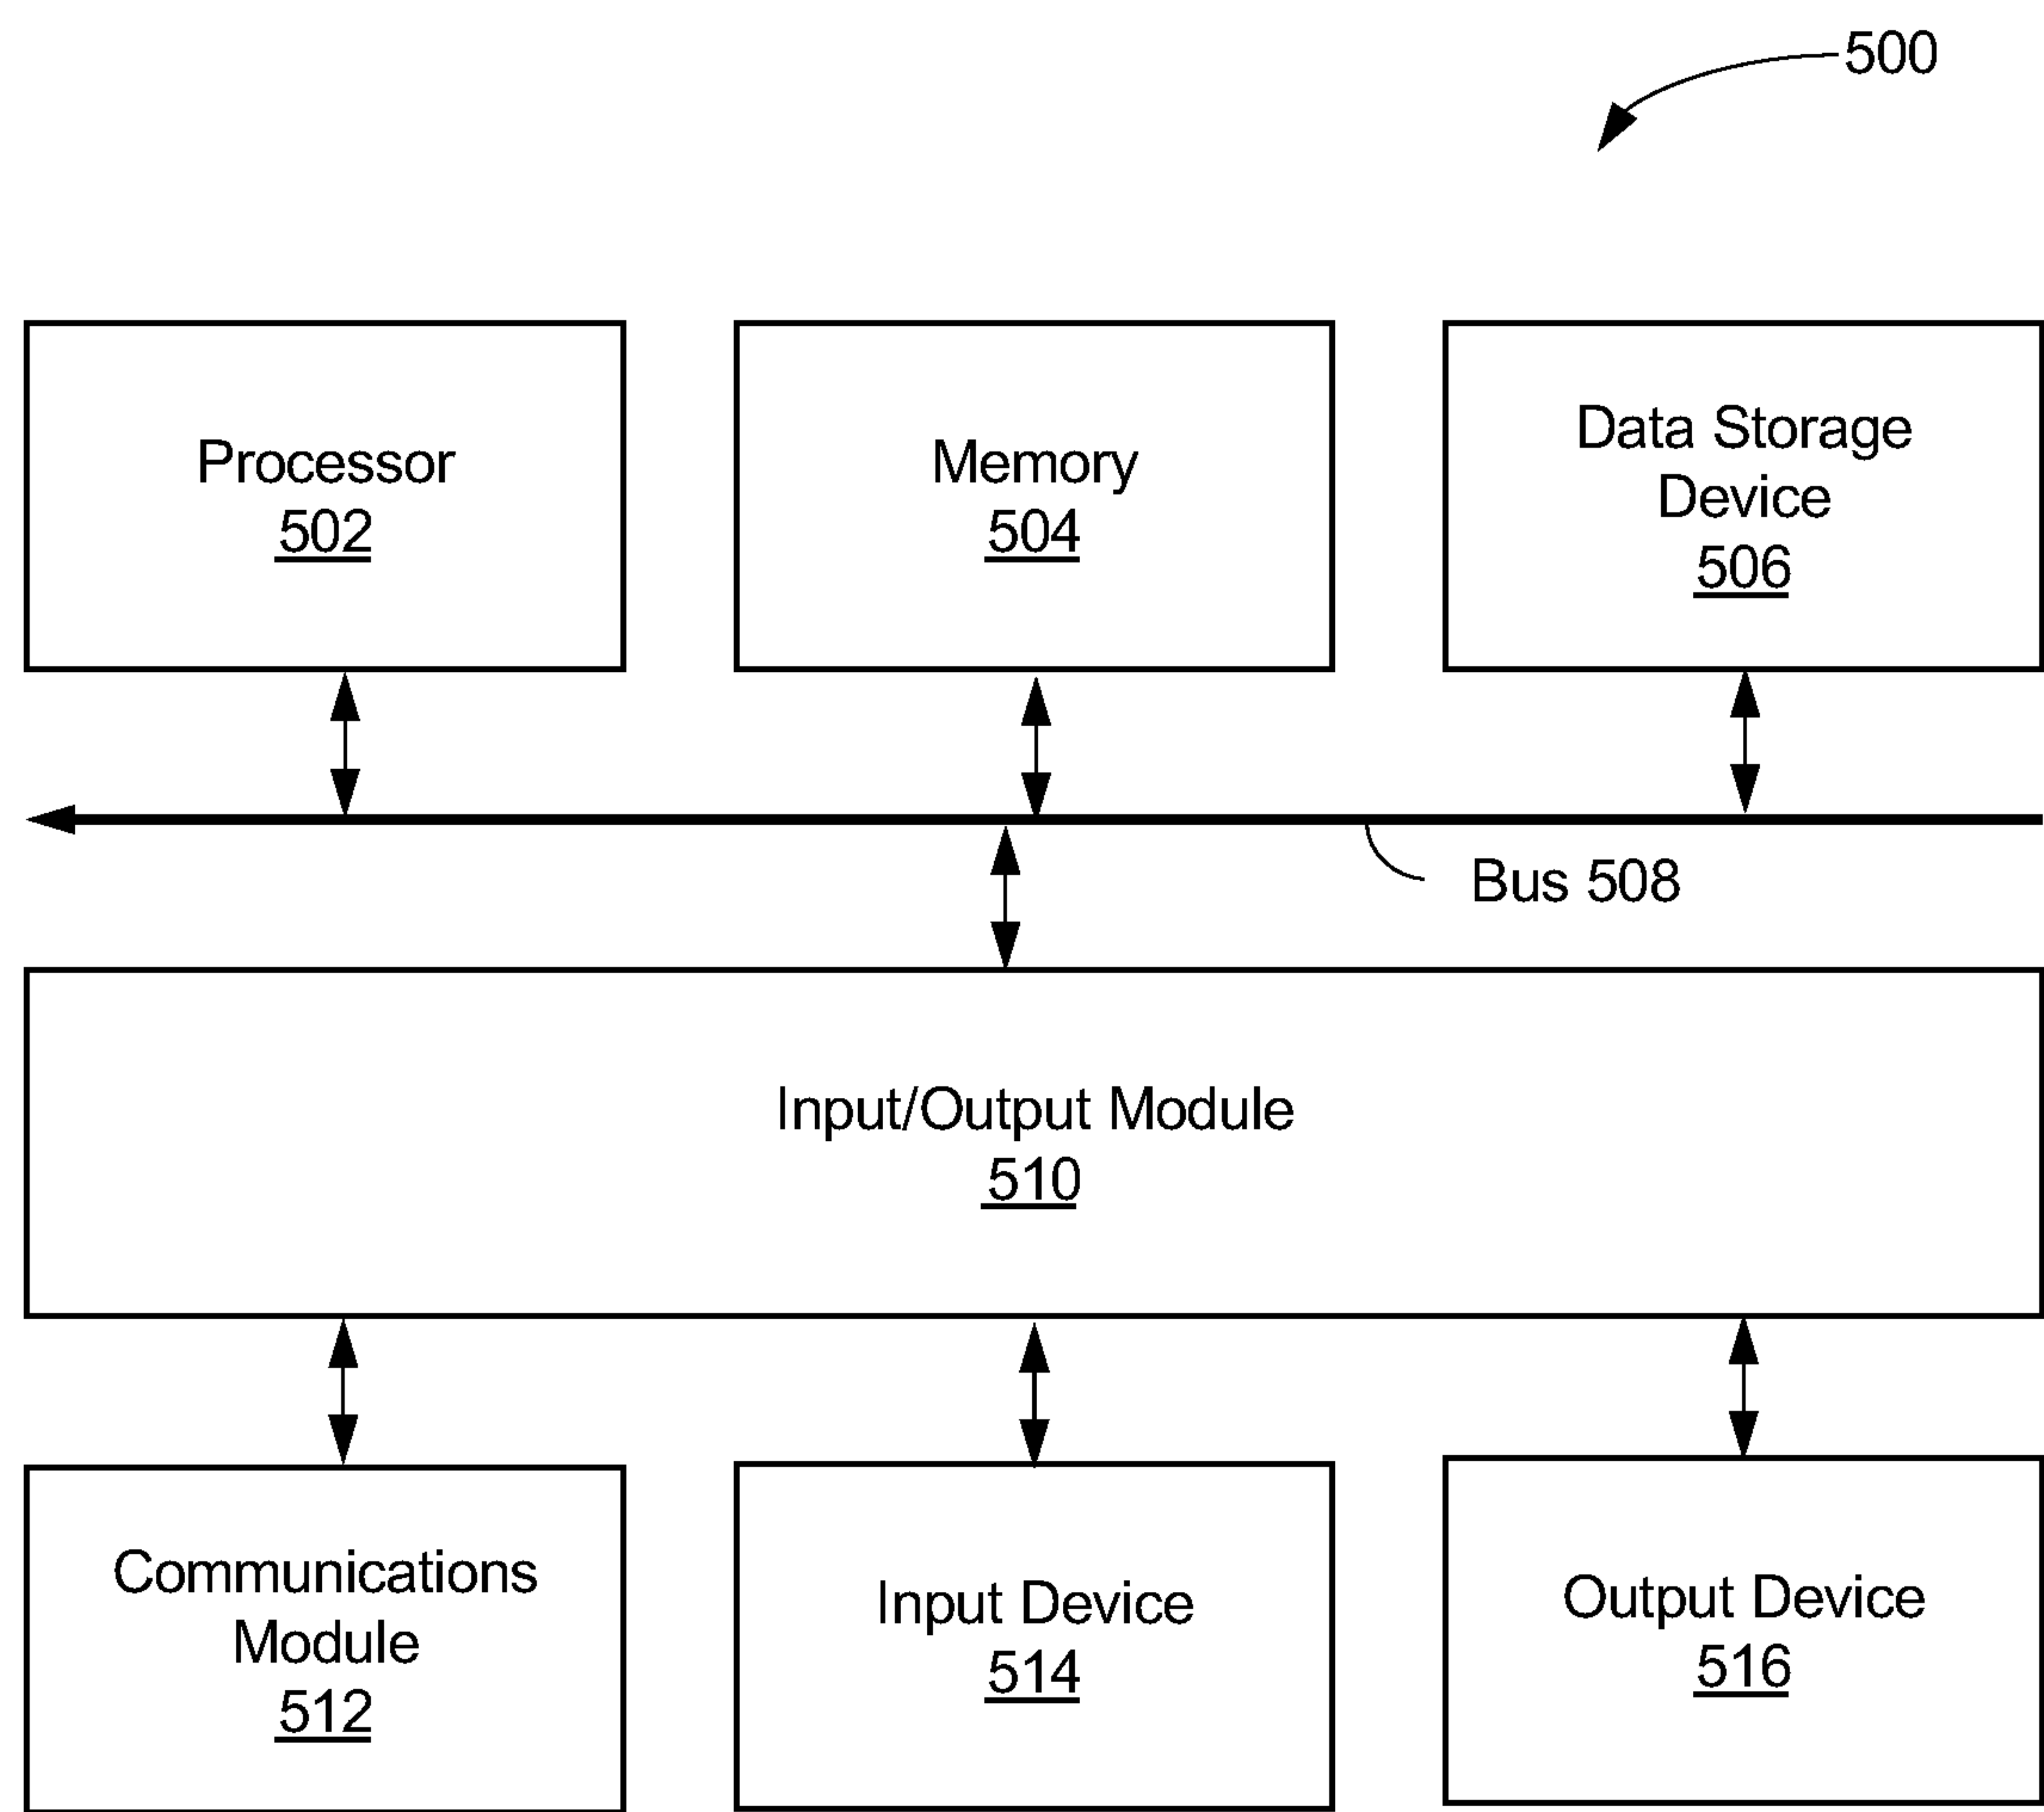 500
Processor
502
Memory
504
Data Storage
Device
506
Bus 508
Input/Output Module
510
Communications
Module
512
Input Device
514
Output Device
516